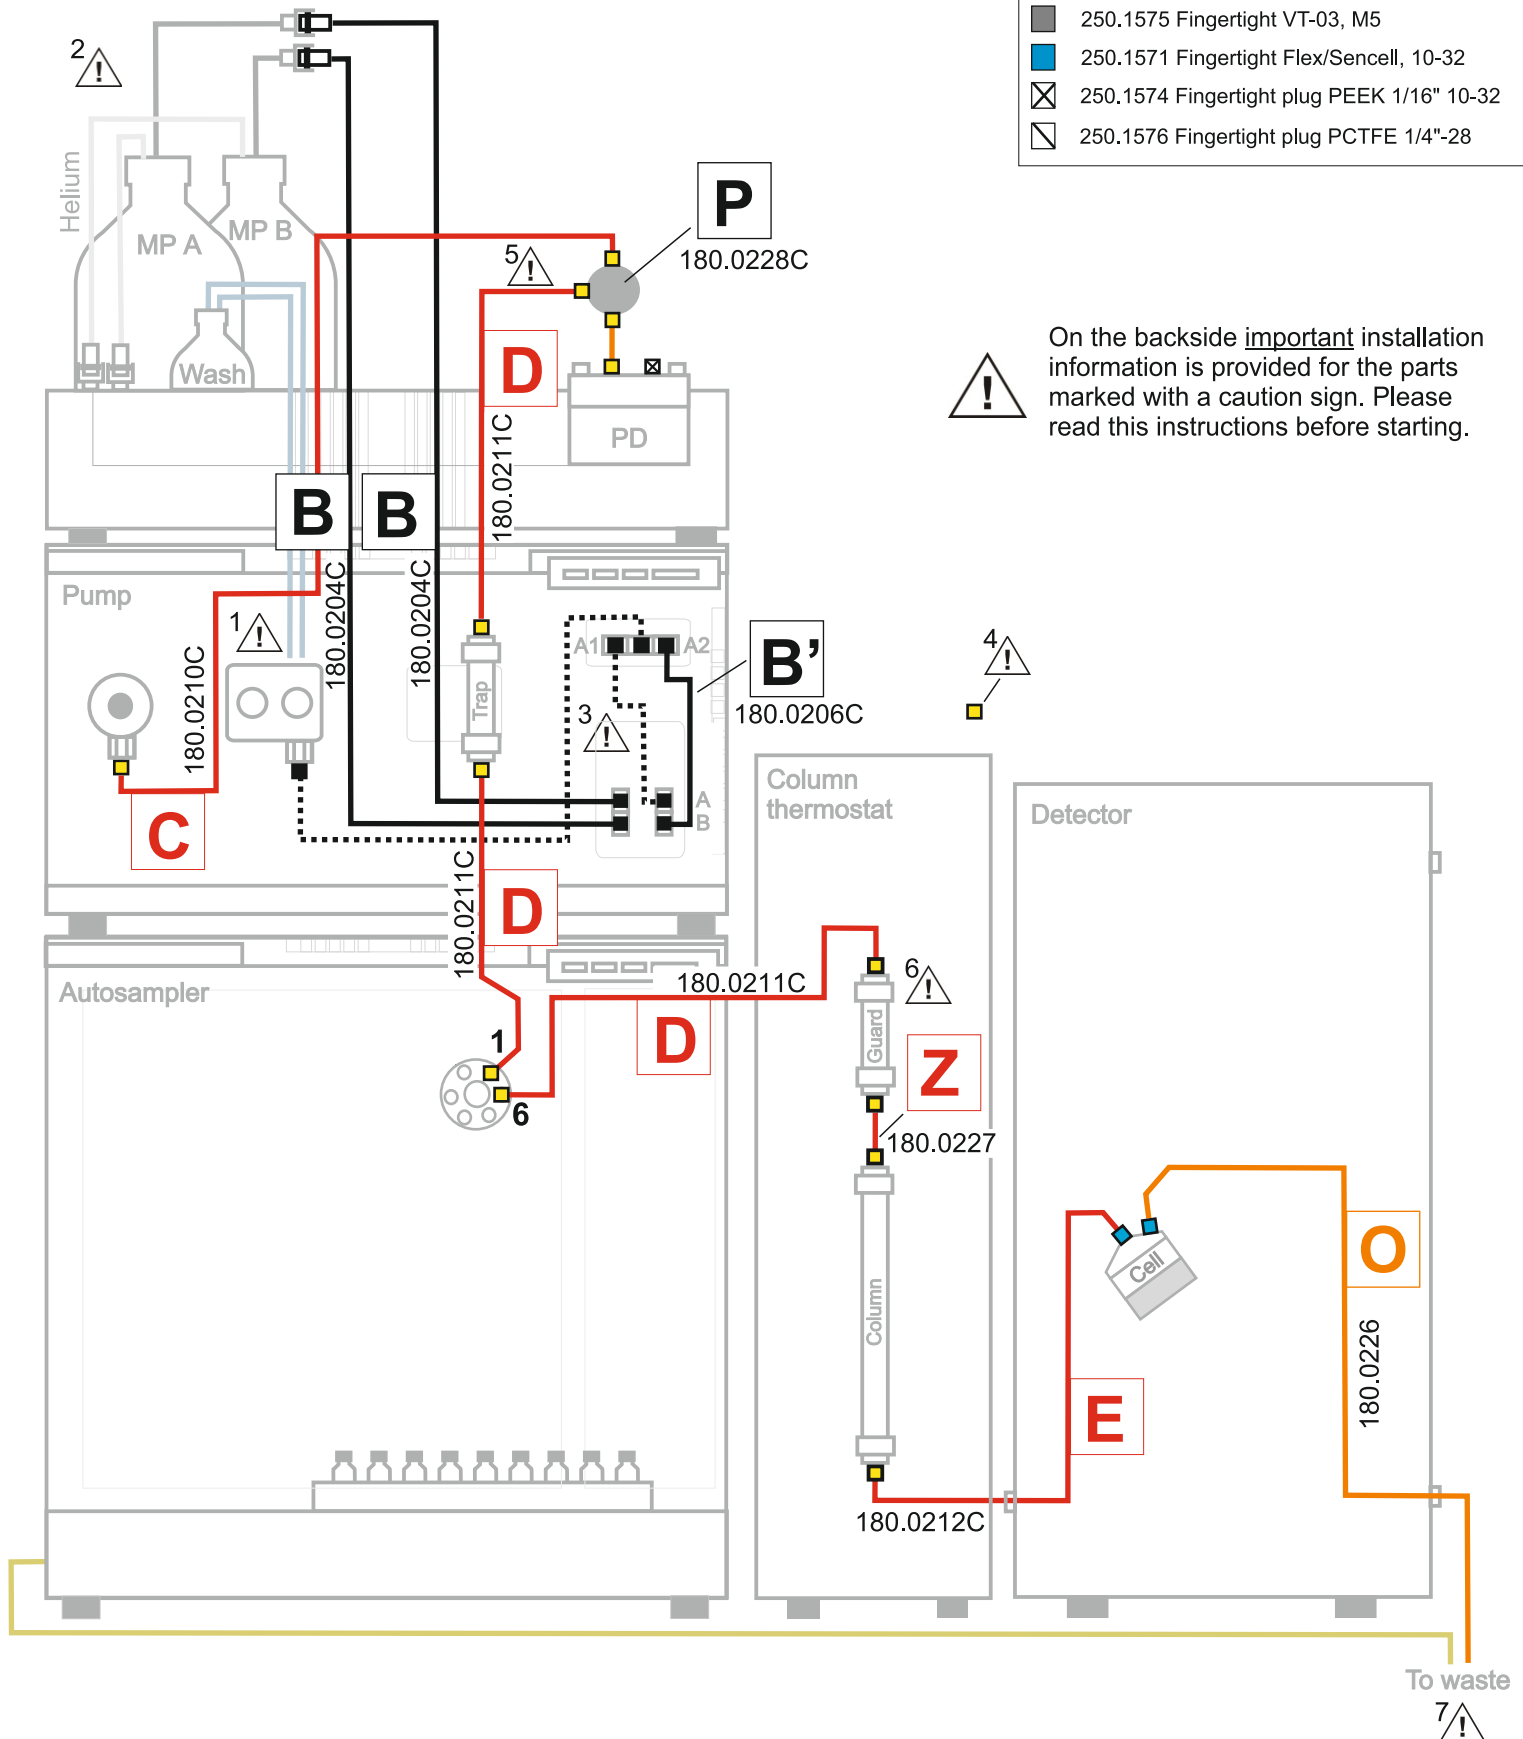 250.1575 Fingertight VT-03, M5
250.1571 Fingertight Flex/Sencell, 10-32
250.1574 Fingertight plug PEEK 1/16" 10-32
250.1576 Fingertight plug PCTFE 1/4"-28
2
!
Helium
MP A
MP B
Wash
P
180.0228C
5
!
D
180.0211C
PD
!
On the backside important installation
information is provided for the parts
marked with a caution sign. Please
read this instructions before starting.
B
B
180.0204C
180.0204C
Pump
1
!
180.0210C
C
Trap
A1
A2
B'
180.0206C
3
!
A
B
4
!
180.0211C
D
Column
thermostat
Detector
Autosampler
180.0211C
D
1
6
6
!
Guard
Z
180.0227
Column
Cell
O
180.0226
E
180.0212C
To waste
7
!